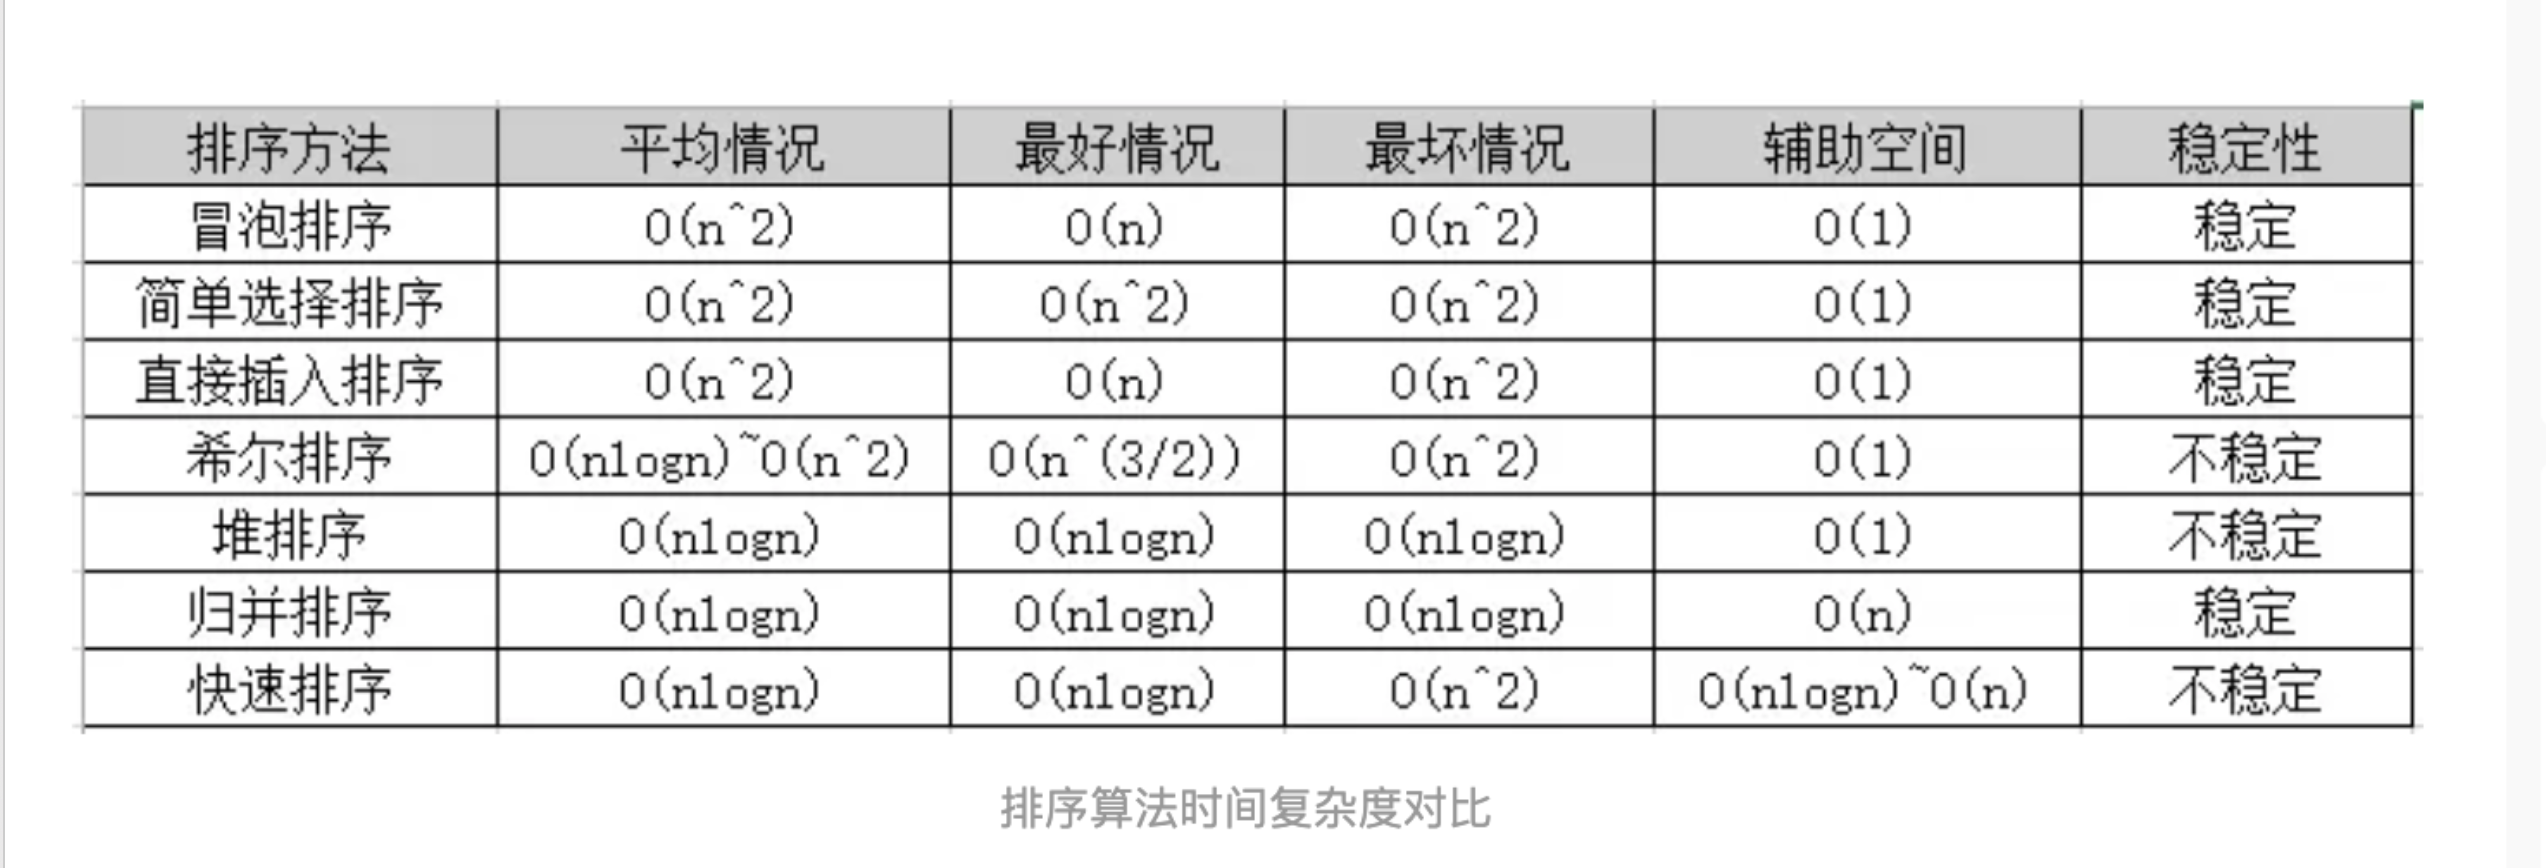 排序方法 平均情况 最好情况 最坏情况 辅助空间 稳定性
冒泡排序 O(n^2) O(n) O(n^2) O(1) 稳定
简单选择排序 O(n^2) O(n^2) O(n^2) O(1) 稳定
直接插入排序 O(n^2) O(n) O(n^2) O(1) 稳定
希尔排序 O(nlogn)~O(n^2) O(n^(3/2)) O(n^2) O(1) 不稳定
堆排序 O(nlogn) O(nlogn) O(nlogn) O(1) 不稳定
归并排序 O(nlogn) O(nlogn) O(nlogn) O(n) 稳定
快速排序 O(nlogn) O(nlogn) O(n^2) O(nlogn)~O(n) 不稳定
排序算法时间复杂度对比